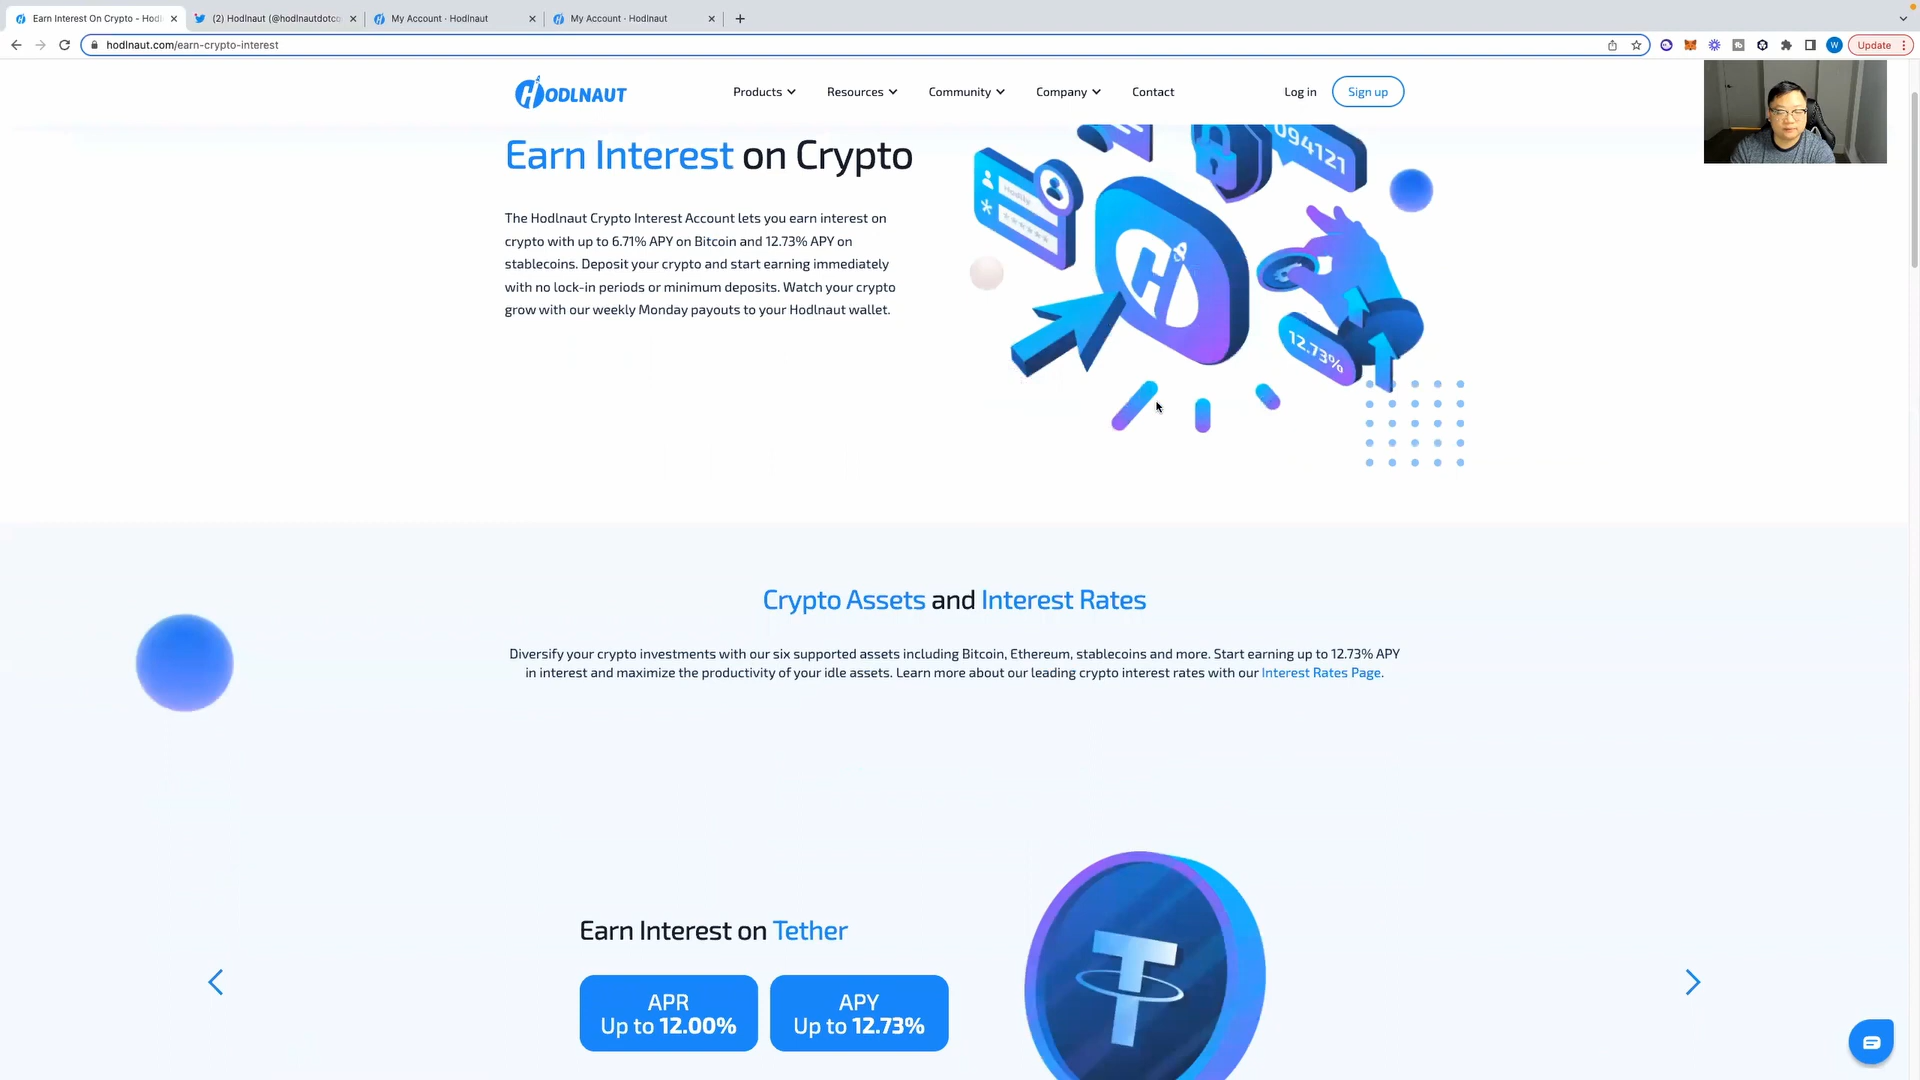 Earn Interest On Crypto - Hodl
(2) Hodlnaut (@hodlnautdotco
My Account · Hodlnaut
My Account · Hodlnaut
hodlnaut.com/earn-crypto-interest
W
Update
HODLNAUT
Products
Resources
Community
Company
Contact
Log in
Sign up
Earn Interest on Crypto
094121
The Hodlnaut Crypto Interest Account lets you earn interest on
crypto with up to 6.71% APY on Bitcoin and 12.73% APY on
stablecoins. Deposit your crypto and start earning immediately
with no lock-in periods or minimum deposits. Watch your crypto
grow with our weekly Monday payouts to your Hodlnaut wallet.
12.73%
Crypto Assets and Interest Rates
Diversify your crypto investments with our six supported assets including Bitcoin, Ethereum, stablecoins and more. Start earning up to 12.73% APY
in interest and maximize the productivity of your idle assets. Learn more about our leading crypto interest rates with our Interest Rates Page.
Earn Interest on Tether
APR
Up to 12.00%
APY
Up to 12.73%